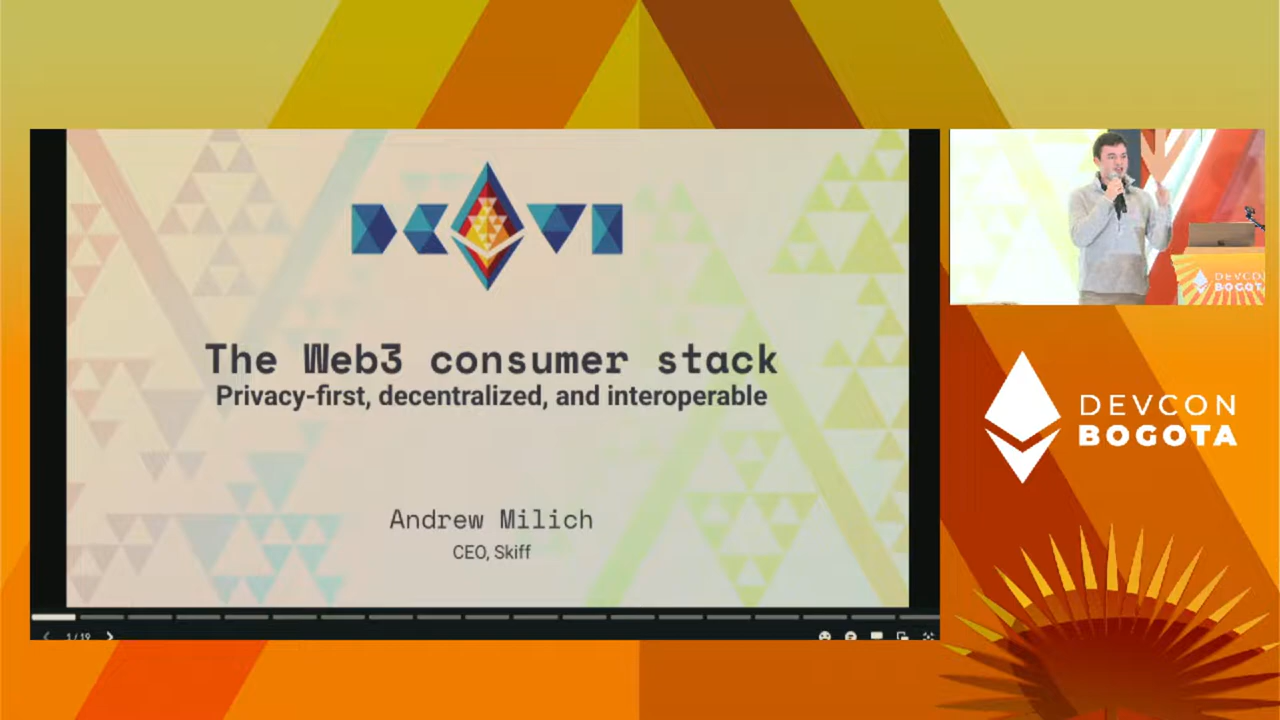 The Web3 consumer stack
Privacy-first, decentralized, and interoperable
Andrew Milich
CEO, Skiff
1 / 19
DEVCON
BOGOTA
DEVCON
BOGOTA